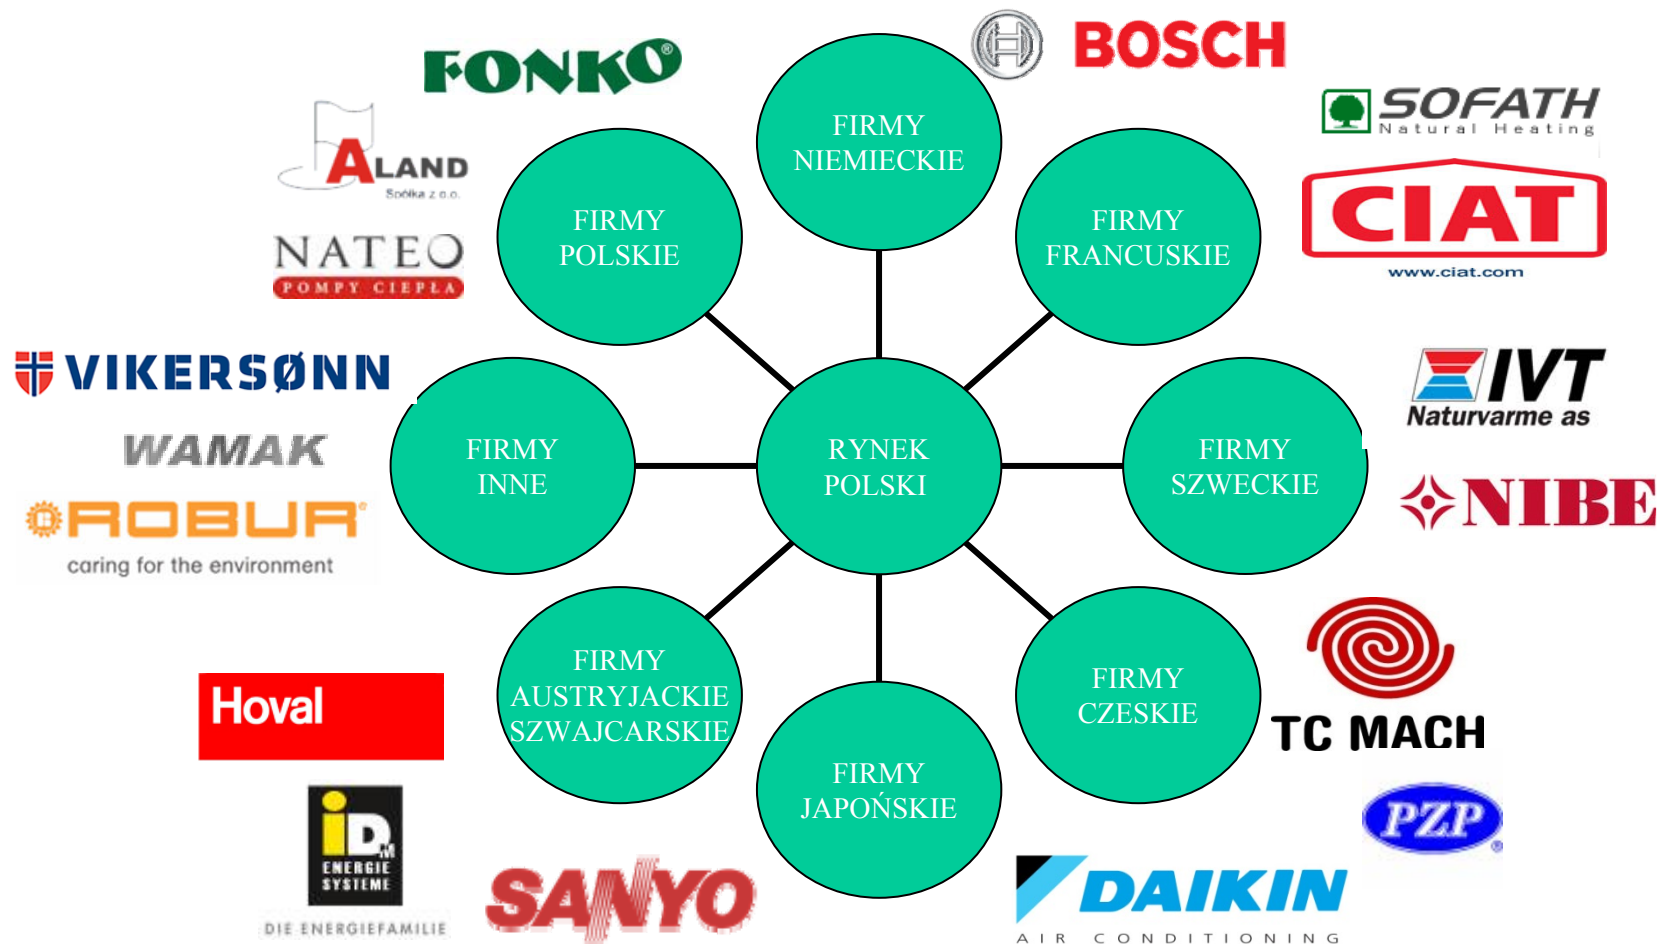 FONKO®
BOSCH
SOFATH
Natural Heating
ALAND
Spółka z o.o.
CIAT
www.ciat.com
NATEO
POMPY CIEPŁA
FIRMY
NIEMIECKIE
FIRMY
POLSKIE
FIRMY
FRANCUSKIE
VIKERSØNN
WAMAK
ROBUR
caring for the environment
FIRMY
INNE
RYNEK
POLSKI
FIRMY
SZWECKIE
IVT
Naturvarme as
NIBE
FIRMY
AUSTRYJACKIE
SZWAJCARSKIE
FIRMY
JAPOŃSKIE
FIRMY
CZESKIE
TC MACH
PZP®
Hoval
iDM
ENERGIE
SYSTEME
DIE ENERGIEFAMILIE
SANYO
DAIKIN
AIR CONDITIONING